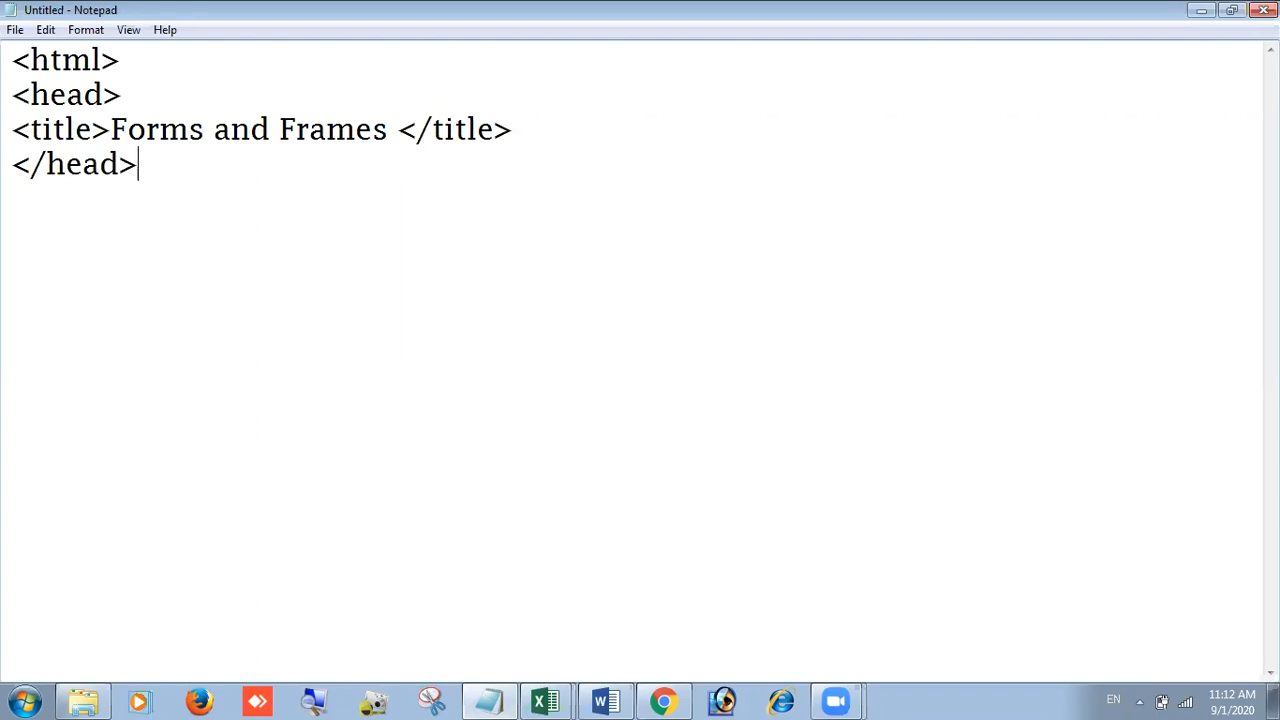 Untitled - Notepad
File Edit Format View Help
<html>
<head>
<title>Forms and Frames </title>
</head>
EN
11:12 AM
9/1/2020